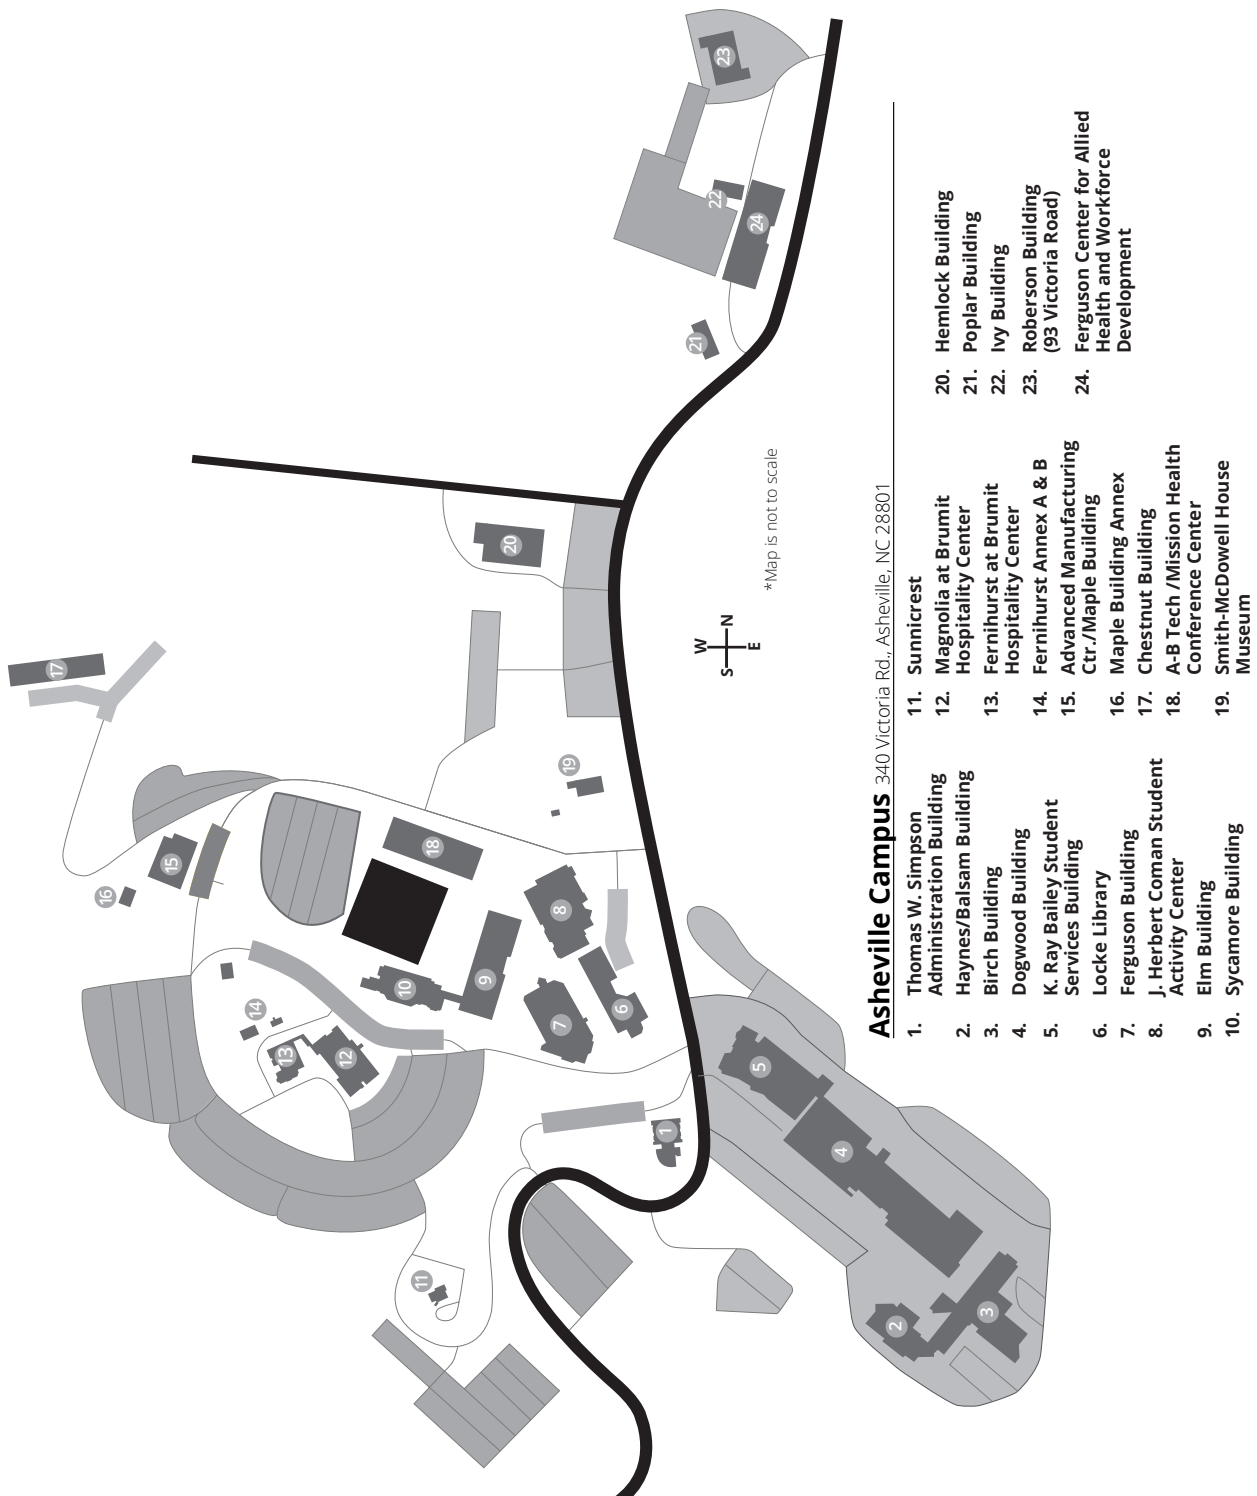 Asheville Campus 340 Victoria Rd., Asheville, NC 28801
1. Thomas W. Simpson
Administration Building
2. Haynes/Balsam Building
3. Birch Building
4. Dogwood Building
5. K. Ray Bailey Student
Services Building
6. Locke Library
7. Ferguson Building
8. J. Herbert Coman Student
Activity Center
9. Elm Building
10. Sycamore Building
11. Sunnicrest
12. Magnolia at Brumit
Hospitality Center
13. Fernihurst at Brumit
Hospitality Center
14. Fernihurst Annex A & B
15. Advanced Manufacturing
Ctr./Maple Building
16. Maple Building Annex
17. Chestnut Building
18. A-B Tech /Mission Health
Conference Center
19. Smith-McDowell House
Museum
20. Hemlock Building
21. Poplar Building
22. Ivy Building
23. Roberson Building
(93 Victoria Road)
24. Ferguson Center for Allied
Health and Workforce
Development
*Map is not to scale
W
S
N
E
17
16
15
14
13
12
11
10
18
9
8
7
6
19
20
1
5
4
2
3
21
22
24
23